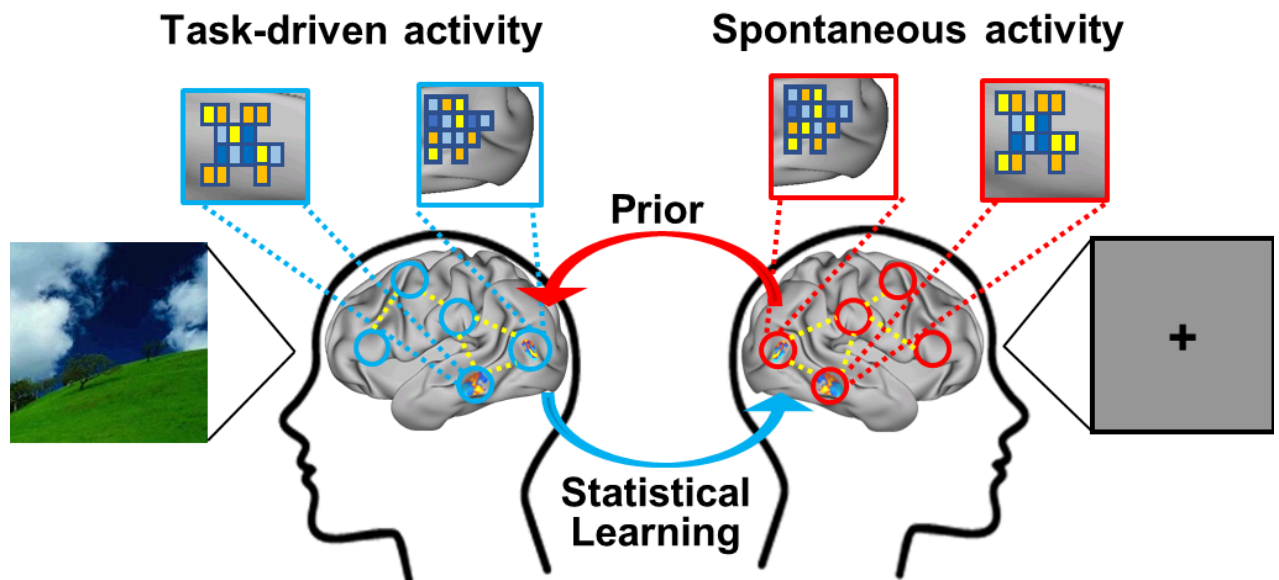 Task-driven activity
Spontaneous activity
Prior
+
Statistical
Learning